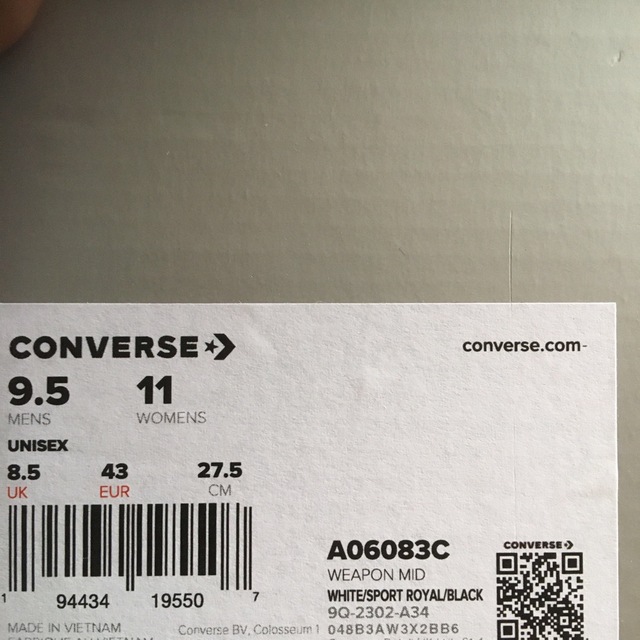 CONVERSE
converse.com-
9.5 11
MENS WOMENS
UNISEX
8.5 43 27.5
UK EUR CM
1 94434 19550 7
A06083C
WEAPON MID
WHITE/SPORT ROYAL/BLACK
9Q-2302-A34
048B3AW3X2BB6
CONVERSE
MADE IN VIETNAM
Converse BV, Colosseum 1